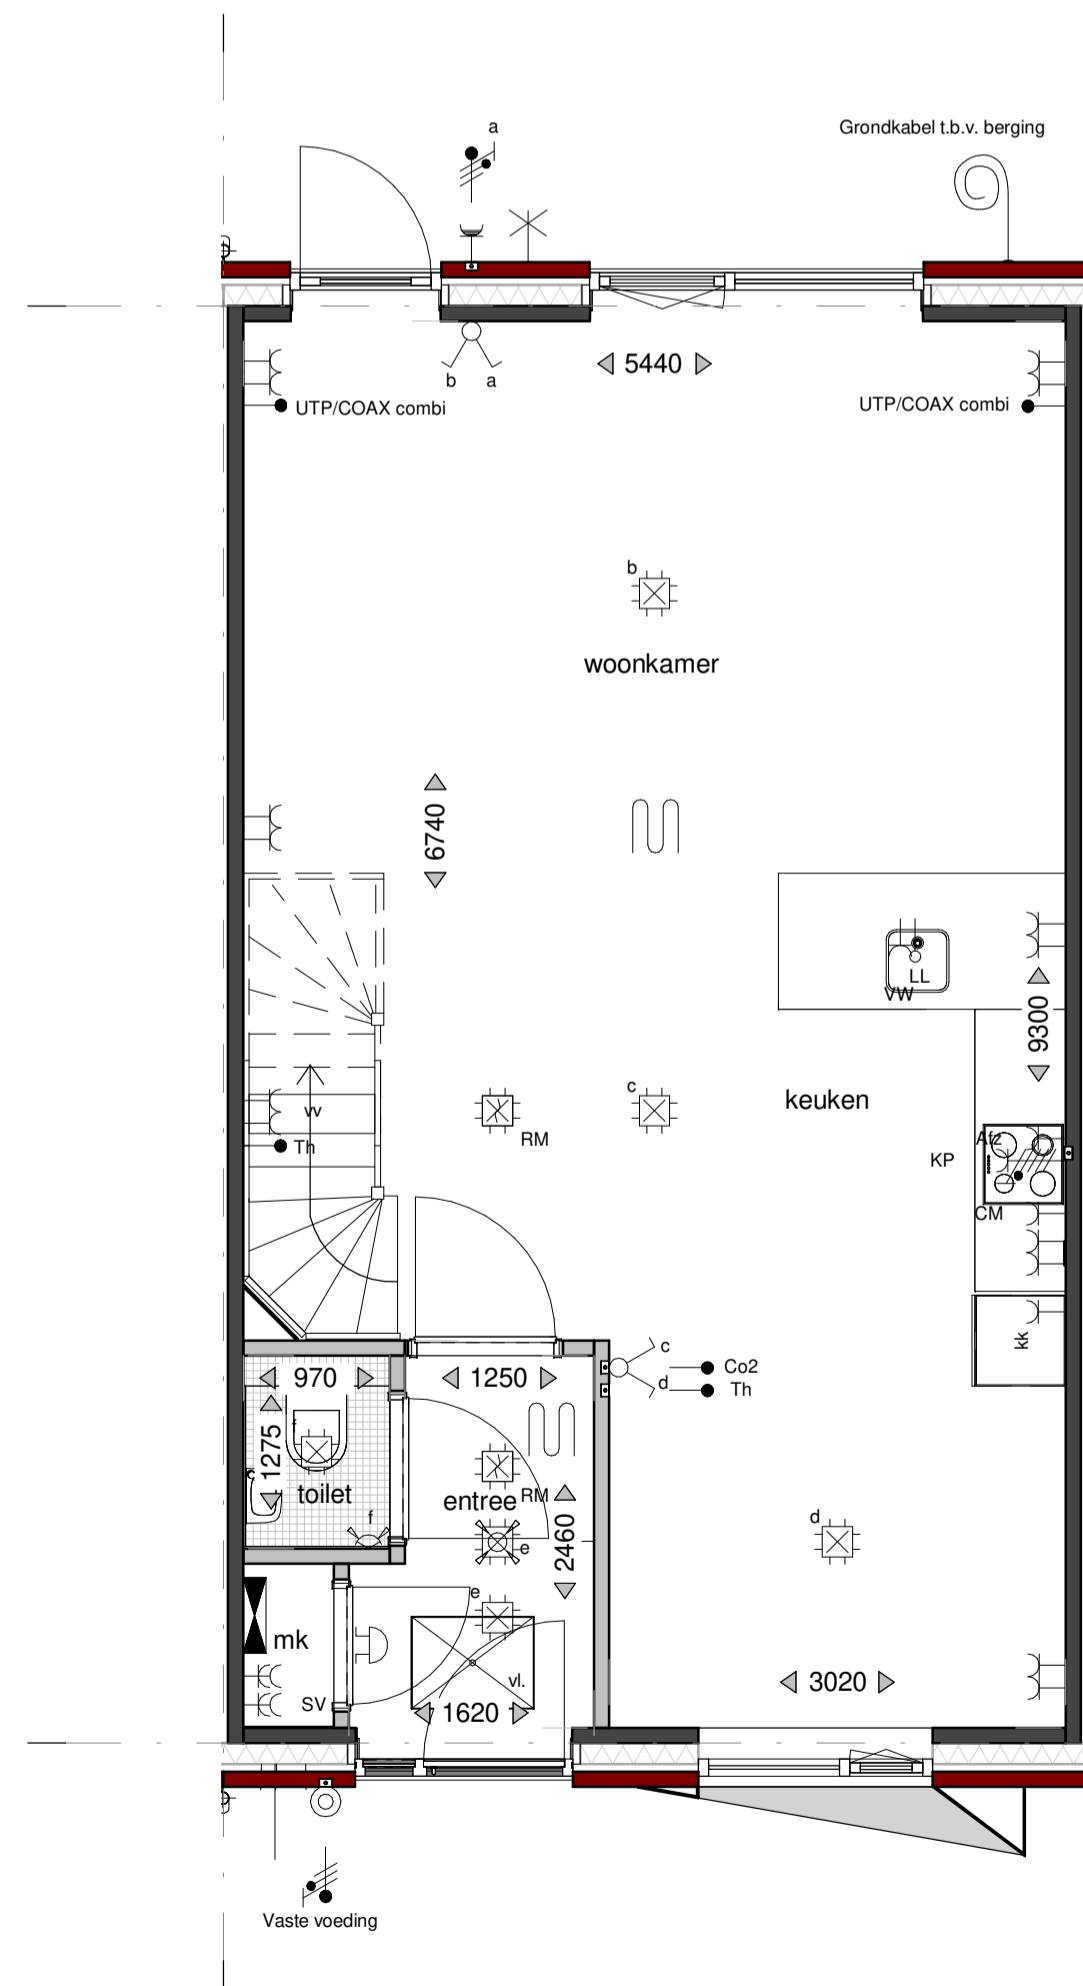 a
Grondkabel t.b.v. berging
b
a
5440
UTP/COAX combi
UTP/COAX combi
b
woonkamer
6740
LL
VW
9300
c
vv
keuken
RM
Th
Afz
KP
CM
kk
c
Co2
d
Th
970
1250
f
1275
c
toilet
entree
RM
f
e
2460
d
e
mk
vl.
SV
1620
3020
Vaste voeding